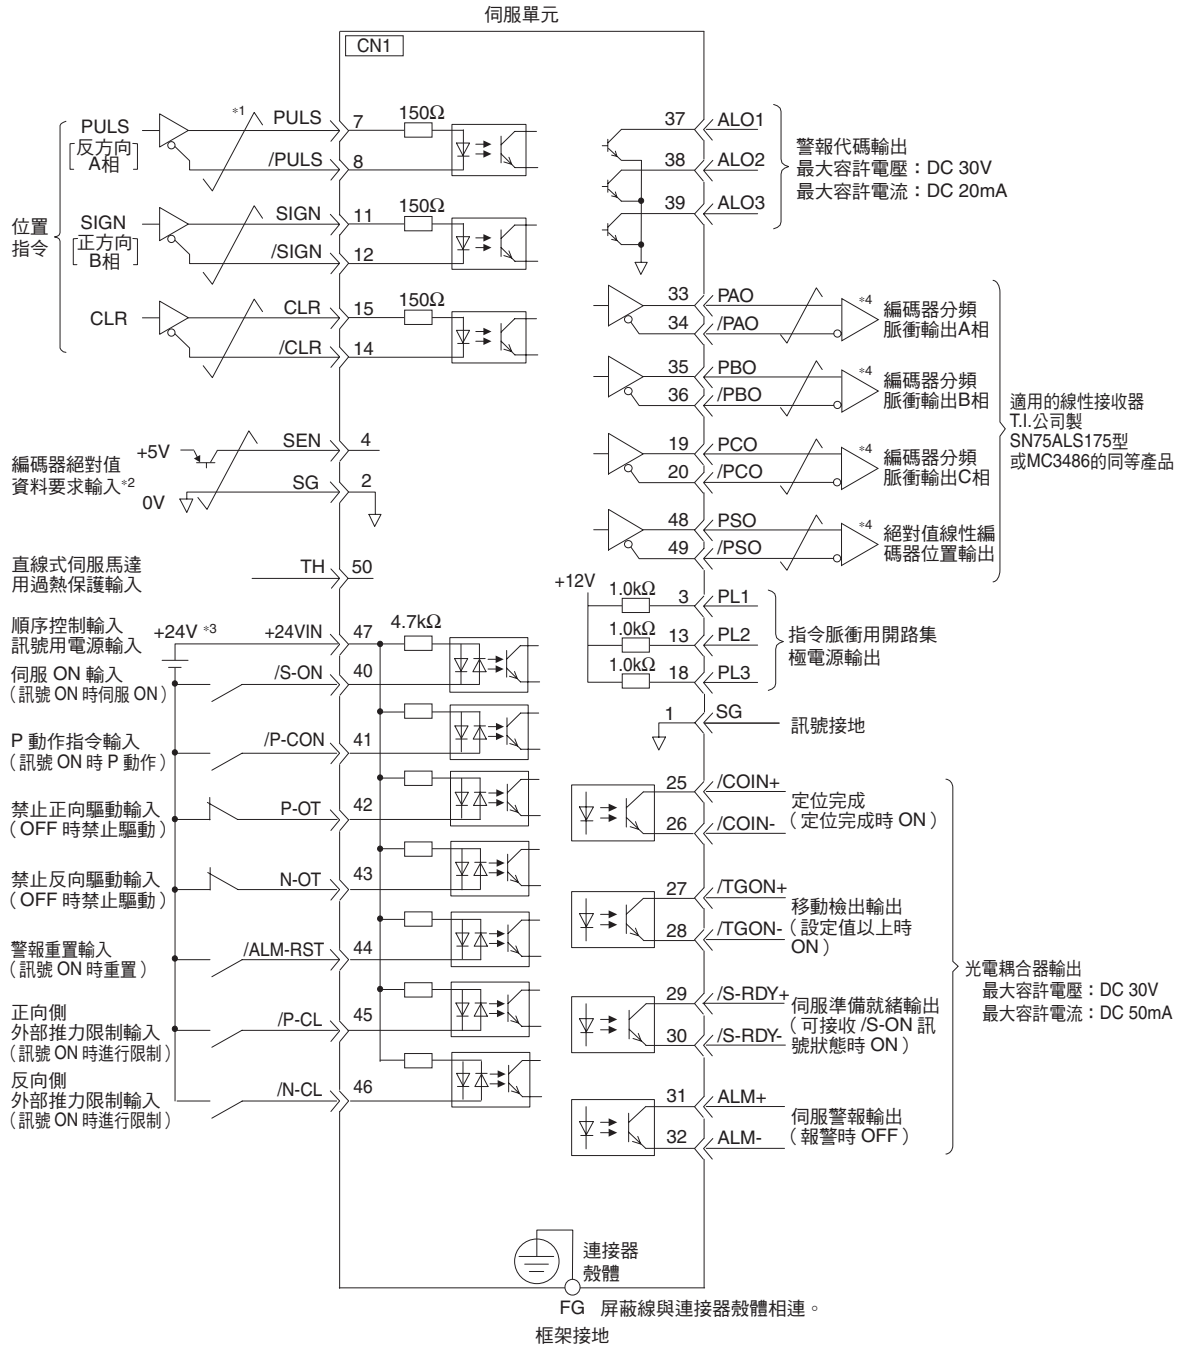 伺服單元
CN1
位置
指令
PULS
[反方向
A相]
*1
PULS
7
150Ω
/PULS
8
SIGN
[正方向
B相]
SIGN
11
150Ω
/SIGN
12
CLR
CLR
15
150Ω
/CLR
14
編碼器絕對值
資料要求輸入*2
+5V
0V
SEN
4
SG
2
直線式伺服馬達
用過熱保護輸入
TH
50
順序控制輸入
訊號用電源輸入
+24V *3
+24VIN
47
4.7kΩ
伺服 ON 輸入
(訊號 ON 時伺服 ON)
/S-ON
40
P 動作指令輸入
(訊號 ON 時 P 動作)
/P-CON
41
禁止正向驅動輸入
(OFF 時禁止驅動)
P-OT
42
禁止反向驅動輸入
(OFF 時禁止驅動)
N-OT
43
警報重置輸入
(訊號 ON 時重置)
/ALM-RST
44
正向側
外部推力限制輸入
(訊號 ON 時進行限制)
/P-CL
45
反向側
外部推力限制輸入
(訊號 ON 時進行限制)
/N-CL
46
37
ALO1
38
ALO2
39
ALO3
警報代碼輸出
最大容許電壓：DC 30V
最大容許電流：DC 20mA
33
PAO
34
/PAO
*4
編碼器分頻
脈衝輸出A相
35
PBO
36
/PBO
*4
編碼器分頻
脈衝輸出B相
19
PCO
20
/PCO
*4
編碼器分頻
脈衝輸出C相
48
PSO
49
/PSO
*4
絕對值線性編
碼器位置輸出
適用的線性接收器
T.I.公司製
SN75ALS175型
或MC3486的同等產品
+12V
1.0kΩ
3
PL1
1.0kΩ
13
PL2
1.0kΩ
18
PL3
指令脈衝用開路集
極電源輸出
1
SG
訊號接地
25
/COIN+
26
/COIN-
定位完成
(定位完成時 ON)
27
/TGON+
28
/TGON-
移動檢出輸出
(設定值以上時
ON)
29
/S-RDY+
30
/S-RDY-
伺服準備就緒輸出
(可接收 /S-ON 訊
號狀態時 ON)
31
ALM+
32
ALM-
伺服警報輸出
(報警時 OFF)
光電耦合器輸出
最大容許電壓：DC 30V
最大容許電流：DC 50mA
連接器
殼體
FG 屏蔽線與連接器殼體相連。
框架接地